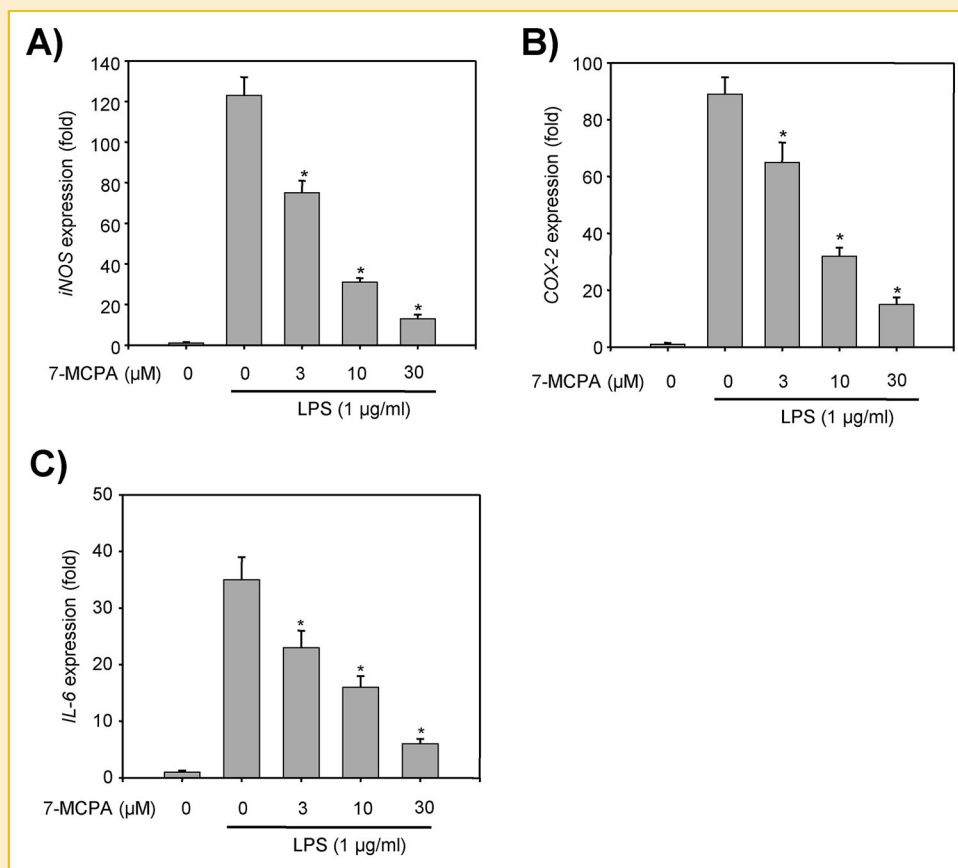 A)
140
120
100
80
60
40
20
0
iNOS expression (fold)
*
*
*
7-MCPA (µM) 0 0 3 10 30
LPS (1 µg/ml)
B)
100
80
60
40
20
0
COX-2 expression (fold)
*
*
*
7-MCPA (µM) 0 0 3 10 30
LPS (1 µg/ml)
C)
50
40
30
20
10
0
IL-6 expression (fold)
*
*
*
7-MCPA (µM) 0 0 3 10 30
LPS (1 µg/ml)